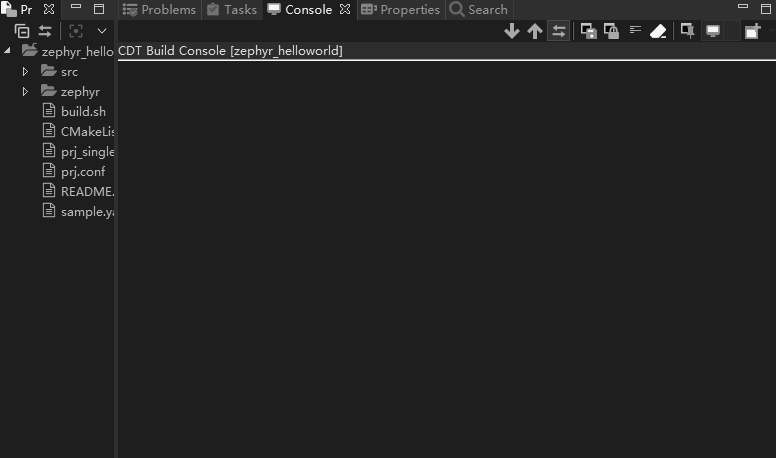 Pr
Problems
Tasks
Console
Properties
Search
CDT Build Console [zephyr_helloworld]
zephyr_hello
src
zephyr
build.sh
CMakeLis
prj_single
prj.conf
README.
sample.ya